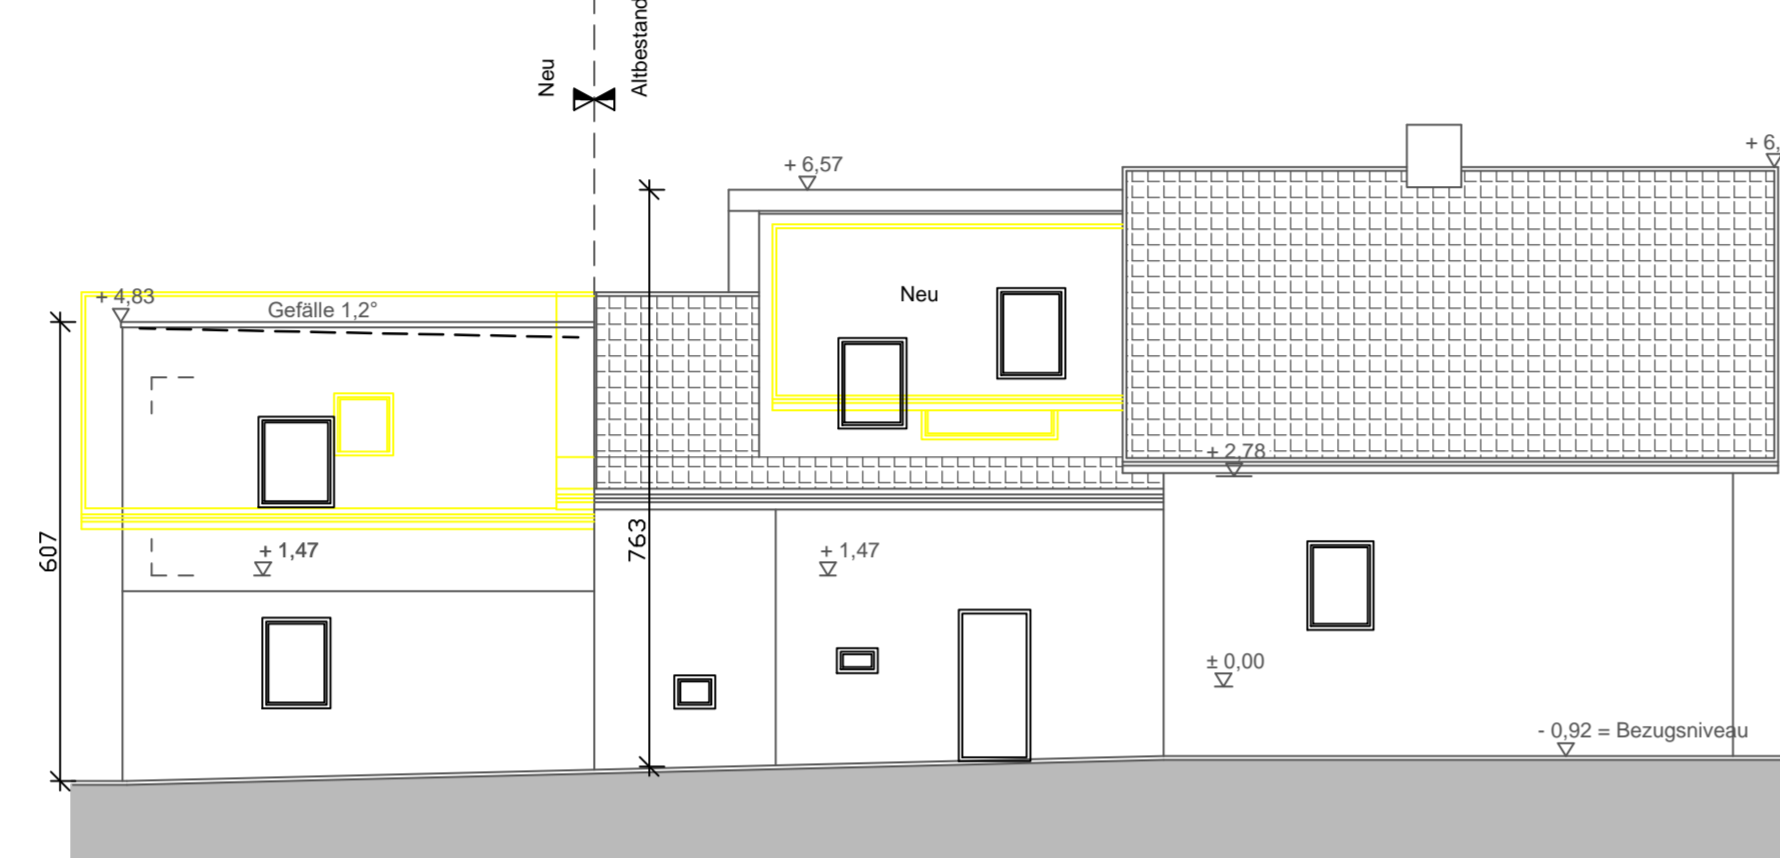 Neu
Altbestand
+ 6,57
+ 6,
+ 4,83
Gefälle 1,2°
Neu
+ 2,78
607
763
+ 1,47
+ 1,47
± 0,00
- 0,92 = Bezugsniveau